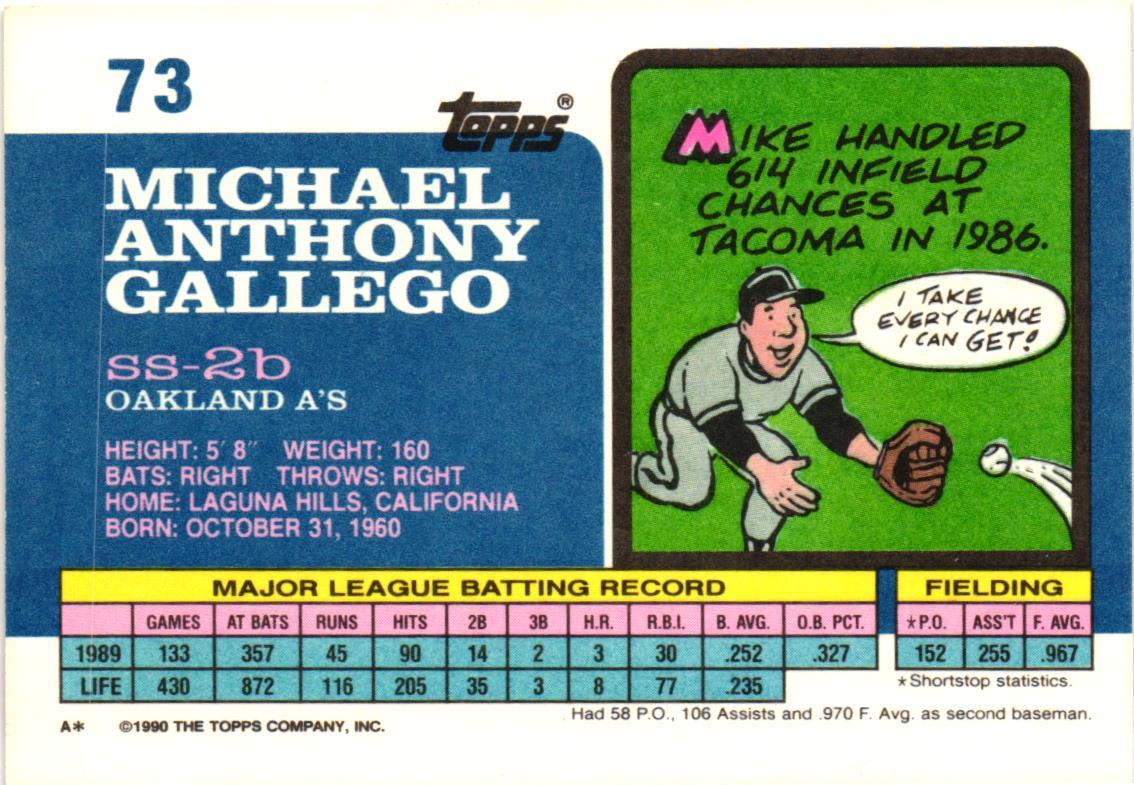 73
topps®
MICHAEL
ANTHONY
GALLEGO
ss-2b
OAKLAND A'S
HEIGHT: 5' 8" WEIGHT: 160
BATS: RIGHT THROWS: RIGHT
HOME: LAGUNA HILLS, CALIFORNIA
BORN: OCTOBER 31, 1960
MIKE HANDLED
614 INFIELD
CHANCES AT
TACOMA IN 1986.
I TAKE
EVERY CHANCE
I CAN GET!
MAJOR LEAGUE BATTING RECORD
GAMES AT BATS RUNS HITS 2B 3B H.R. R.B.I. B. AVG. O.B. PCT.
1989 133 357 45 90 14 2 3 30 .252 .327
LIFE 430 872 116 205 35 3 8 77 .235
FIELDING
*P.O. ASS'T F. AVG.
152 255 .967
*Shortstop statistics.
Had 58 P.O., 106 Assists and .970 F. Avg. as second baseman.
A* ©1990 THE TOPPS COMPANY, INC.